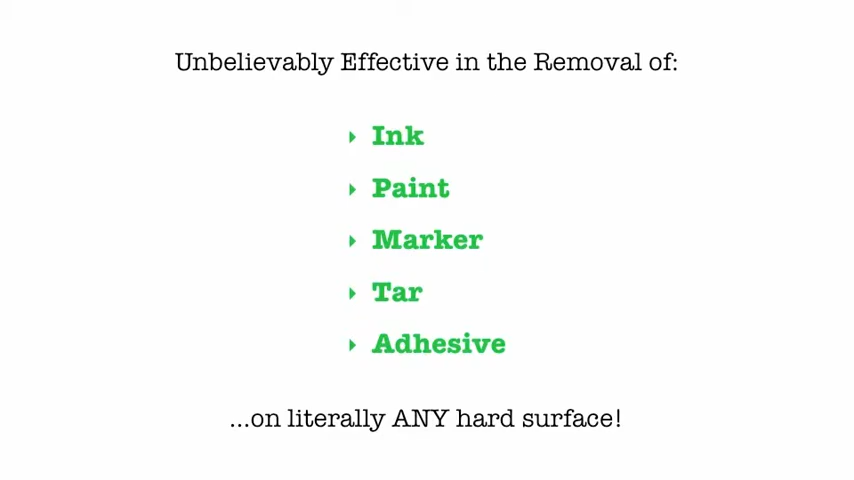 Unbelievably Effective in the Removal of:
Ink
Paint
Marker
Tar
Adhesive
...on literally ANY hard surface!